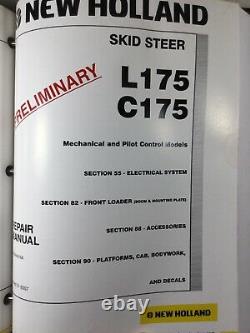 NEW HOLLAND
SKID STEER
PRELIMINARY
L175
C175
Mechanical and Pilot Control Models
SECTION 55 - ELECTRICAL SYSTEM
SECTION 82 - FRONT LOADER (BOOM & MOUNTING PLATE)
SECTION 88 - ACCESSORIES
SECTION 90 - PLATFORMS, CAB, BODYWORK,
AND DECALS
REPAIR
MANUAL
NEW HOLLAND